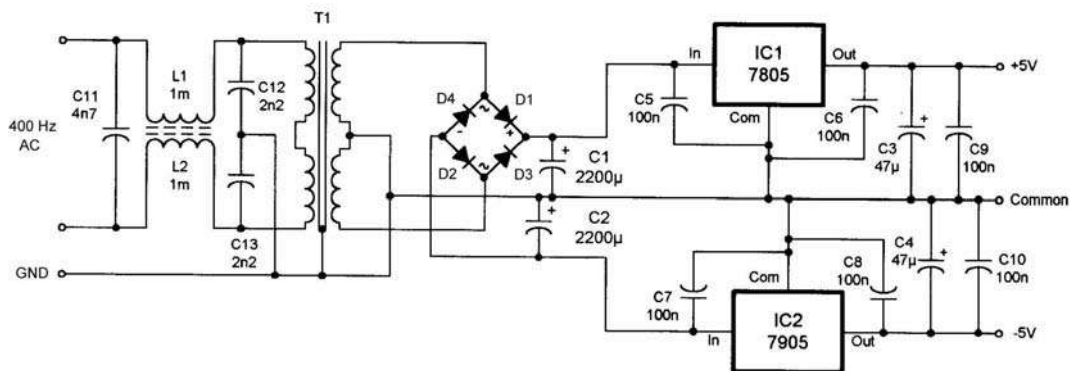 T1
400 Hz
AC
C11
4n7
L1
1m
L2
1m
C12
2n2
C13
2n2
GND
D4
D1
D2
D3
~
~
-
+
+
C1
2200µ
+
C2
2200µ
In
IC1
7805
Out
Com
C5
100n
C6
100n
+
C3
47µ
C9
100n
+5V
Common
C7
100n
Com
C8
100n
C4
47µ
+
C10
100n
In
IC2
7905
Out
-5V